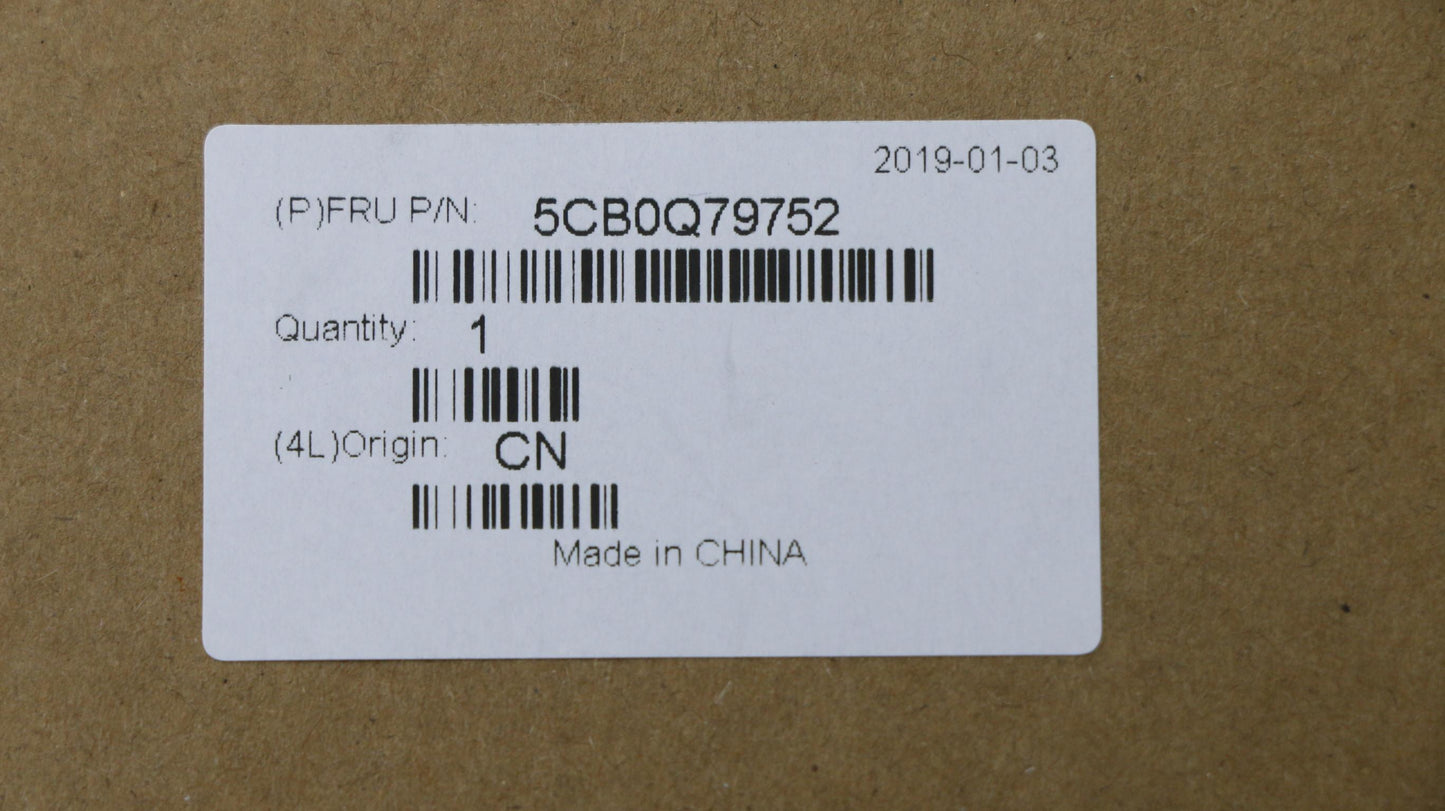 2019-01-03
(P)FRU P/N: 5CB0Q79752
Quantity: 1
(4L)Origin: CN
Made in CHINA